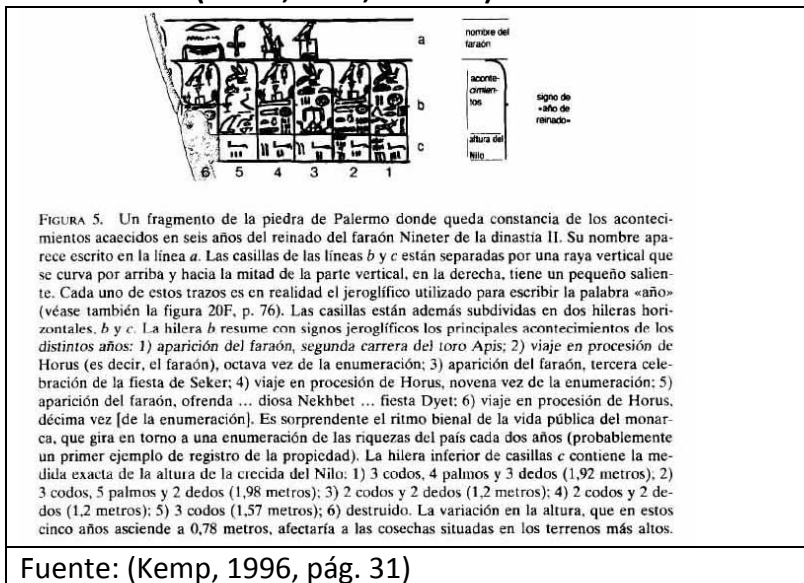 a
nombre del
faraón
b
aconte-
cimien-
tos
signo de
«año de
reinado»
c
altura del
Nilo
6 5 4 3 2 1
FIGURA 5. Un fragmento de la piedra de Palermo donde queda constancia de los aconteci-
mientos acaecidos en seis años del reinado del faraón Nineter de la dinastía II. Su nombre apa-
rece escrito en la línea a. Las casillas de las líneas b y c están separadas por una raya vertical que
se curva por arriba y hacia la mitad de la parte vertical, en la derecha, tiene un pequeño salien-
te. Cada uno de estos trazos es en realidad el jeroglífico utilizado para escribir la palabra «año»
(véase también la figura 20F, p. 76). Las casillas están además subdivididas en dos hileras hori-
zontales, b y c. La hilera b resume con signos jeroglíficos los principales acontecimientos de los
distintos años: 1) aparición del faraón, segunda carrera del toro Apis; 2) viaje en procesión de
Horus (es decir, el faraón), octava vez de la enumeración; 3) aparición del faraón, tercera cele-
bración de la fiesta de Seker; 4) viaje en procesión de Horus, novena vez de la enumeración; 5)
aparición del faraón, ofrenda ... diosa Nekhbet ... fiesta Dyet; 6) viaje en procesión de Horus,
décima vez [de la enumeración]. Es sorprendente el ritmo bienal de la vida pública del monar-
ca, que gira en torno a una enumeración de las riquezas del país cada dos años (probablemente
un primer ejemplo de registro de la propiedad). La hilera inferior de casillas c contiene la me-
dida exacta de la altura de la crecida del Nilo: 1) 3 codos, 4 palmos y 3 dedos (1,92 metros); 2)
3 codos, 5 palmos y 2 dedos (1,98 metros); 3) 2 codos y 2 dedos (1,2 metros); 4) 2 codos y 2 de-
dos (1,2 metros); 5) 3 codos (1,57 metros); 6) destruido. La variación en la altura, que en estos
cinco años asciende a 0,78 metros, afectaría a las cosechas situadas en los terrenos más altos.
Fuente: (Kemp, 1996, pág. 31)